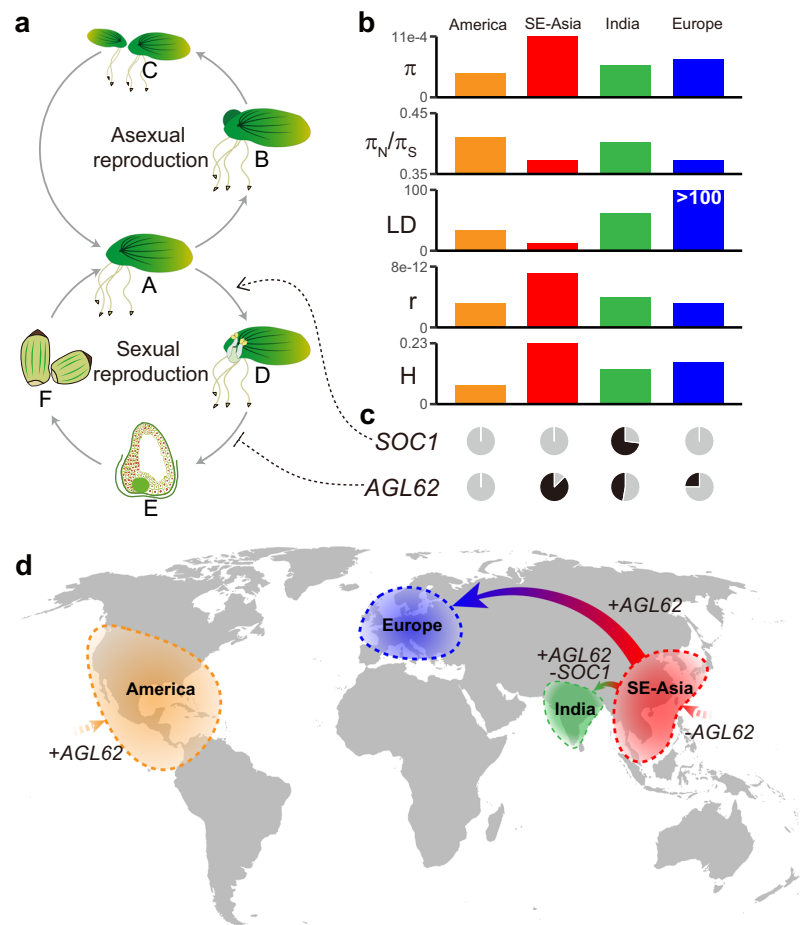 a
C
Asexual
reproduction
B
A
Sexual
reproduction
D
F
E
b
America SE-Asia India Europe
11e-4
π
0
0.45
πN/πS
0.35
100
>100
LD
0
8e-12
r
0
0.23
H
0
c
SOC1
AGL62
d
+AGL62
Europe
+AGL62
-SOC1
America
SE-Asia
India
-AGL62
+AGL62